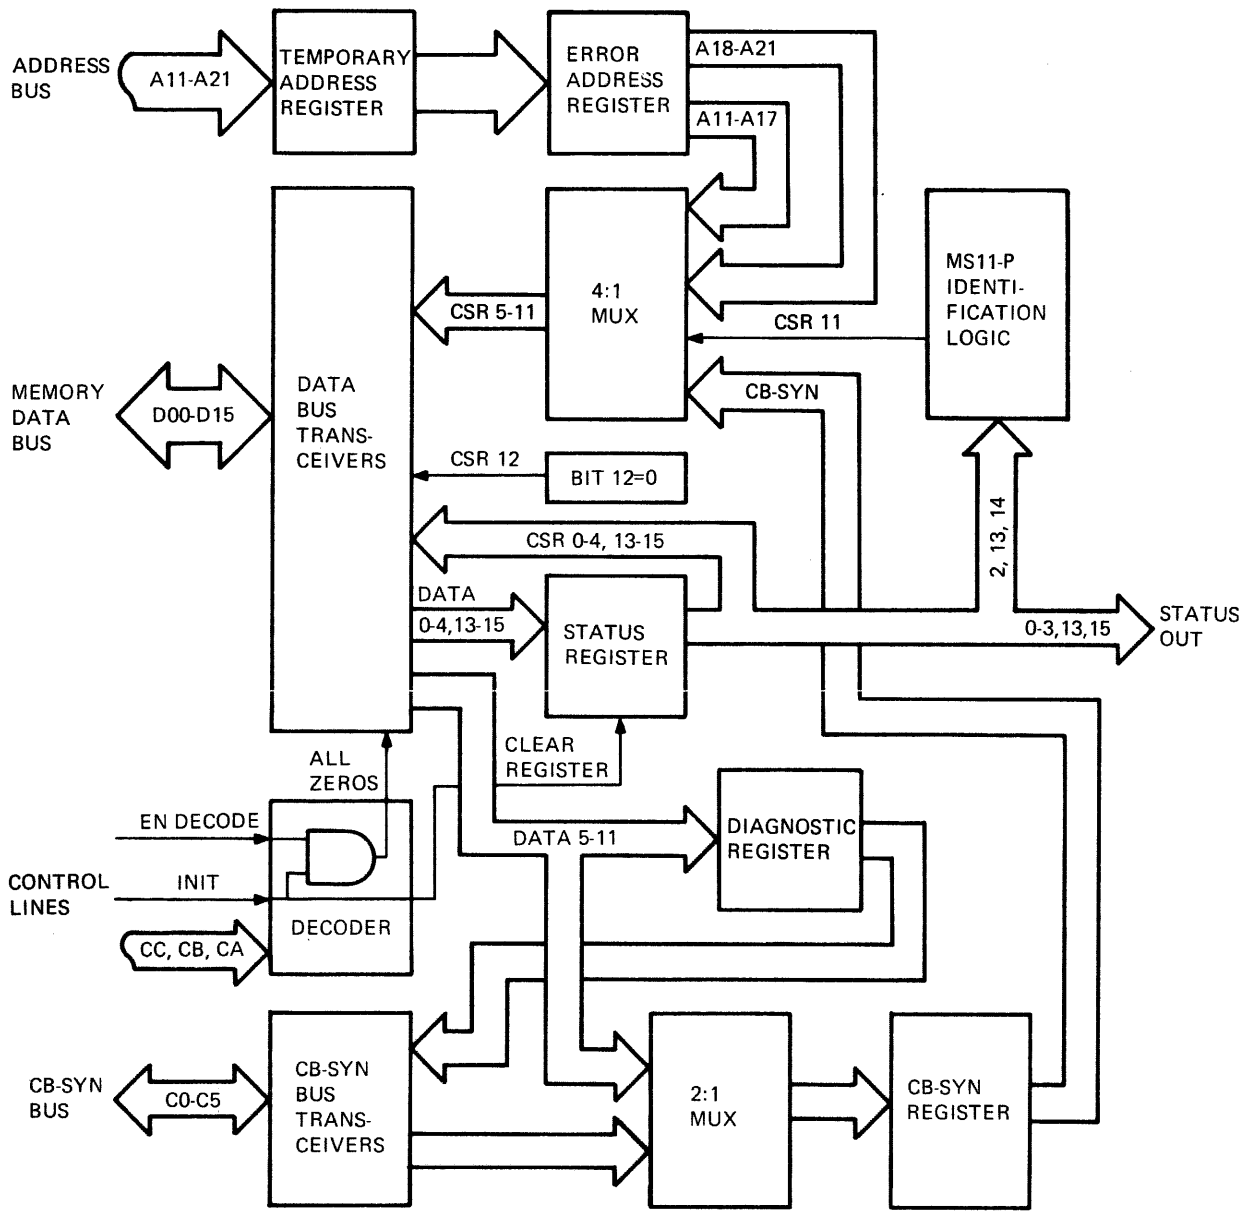 ADDRESS
BUS
A11-A21
TEMPORARY
ADDRESS
REGISTER
ERROR
ADDRESS
REGISTER
A18-A21
A11-A17
MEMORY
DATA
BUS
D00-D15
DATA
BUS
TRANS-
CEIVERS
CSR 5-11
4:1
MUX
CSR 11
MS11-P
IDENTI-
FICATION
LOGIC
CB-SYN
CSR 12
BIT 12=0
CSR 0-4, 13-15
DATA
0-4,13-15
STATUS
REGISTER
2, 13, 14
0-3,13,15
STATUS
OUT
ALL
ZEROS
CLEAR
REGISTER
CONTROL
LINES
EN DECODE
INIT
CC, CB, CA
DECODER
DATA 5-11
DIAGNOSTIC
REGISTER
CB-SYN
BUS
C0-C5
CB-SYN
BUS
TRANS-
CEIVERS
2:1
MUX
CB-SYN
REGISTER